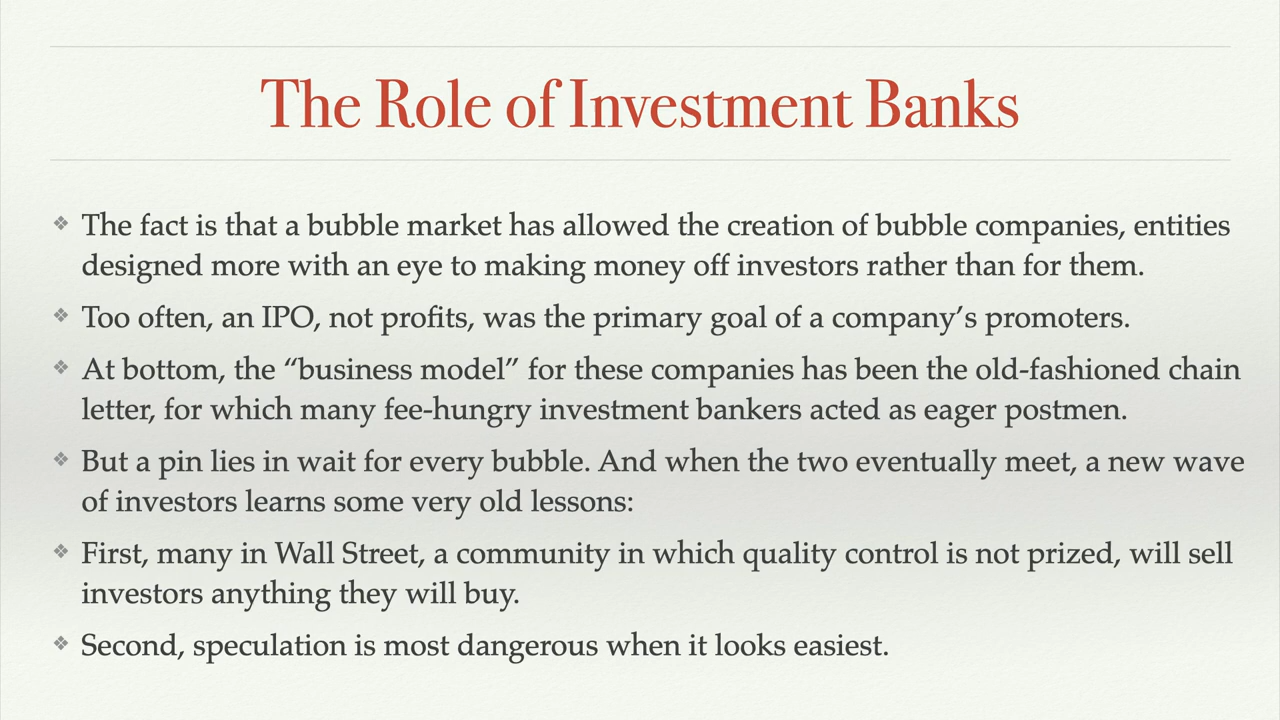 The Role of Investment Banks
❖ The fact is that a bubble market has allowed the creation of bubble companies, entities
designed more with an eye to making money off investors rather than for them.
❖ Too often, an IPO, not profits, was the primary goal of a company’s promoters.
❖ At bottom, the “business model” for these companies has been the old-fashioned chain
letter, for which many fee-hungry investment bankers acted as eager postmen.
❖ But a pin lies in wait for every bubble. And when the two eventually meet, a new wave
of investors learns some very old lessons:
❖ First, many in Wall Street, a community in which quality control is not prized, will sell
investors anything they will buy.
❖ Second, speculation is most dangerous when it looks easiest.